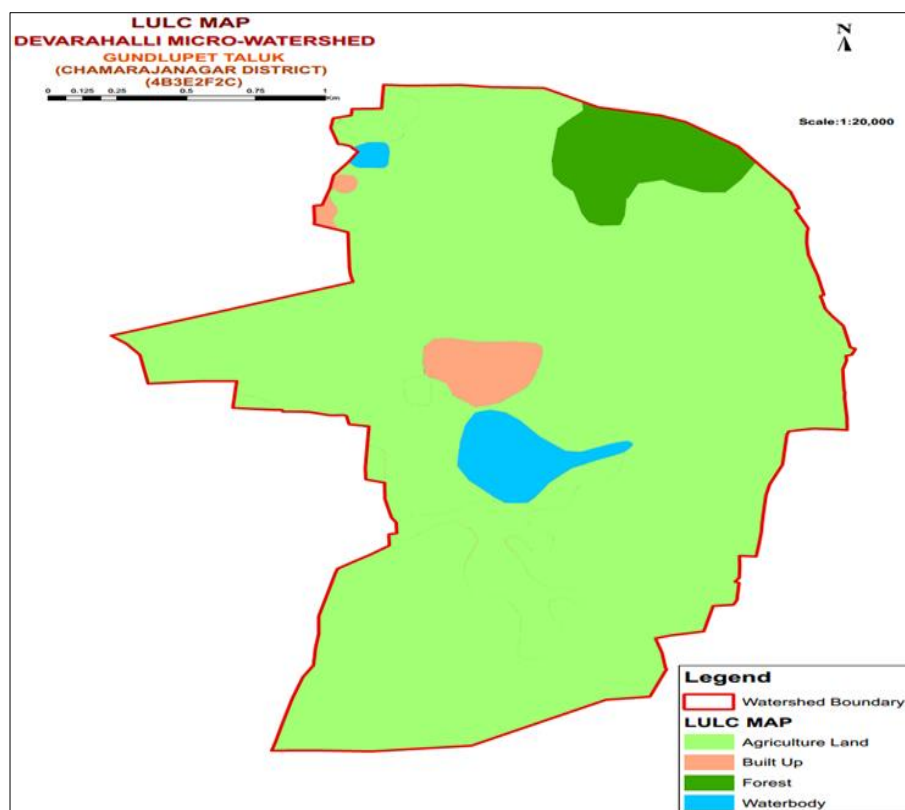 LULC MAP
DEVARAHALLI MICRO-WATERSHED
GUNDLUPET TALUK
(CHAMARAJANAGAR DISTRICT)
(4B3E2F2C)
0 0.125 0.25 0.5 0.75 1
Km
N
Scale:1:20,000
Legend
Watershed Boundary
LULC MAP
Agriculture Land
Built Up
Forest
Waterbody